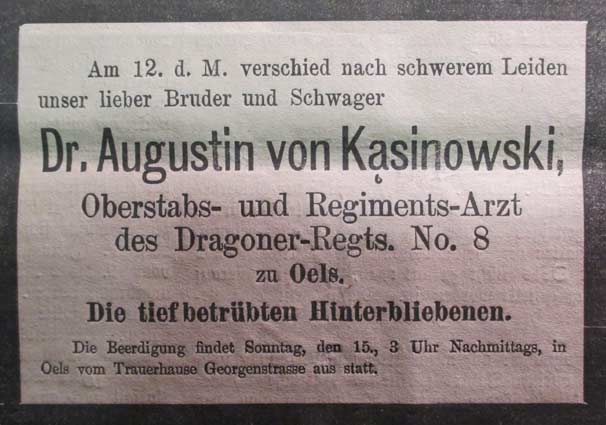 Am 12. d. M. verschied nach schwerem Leiden
unser lieber Bruder und Schwager
Dr. Augustin von Kąsinowski,
Oberstabs- und Regiments-Arzt
des Dragoner-Regts. No. 8
zu Oels.
Die tiefbetrübten Hinterbliebenen.
Die Beerdigung findet Sonntag, den 15., 3 Uhr Nachmittags, in
Oels vom Trauerhause Georgenstrasse aus statt.